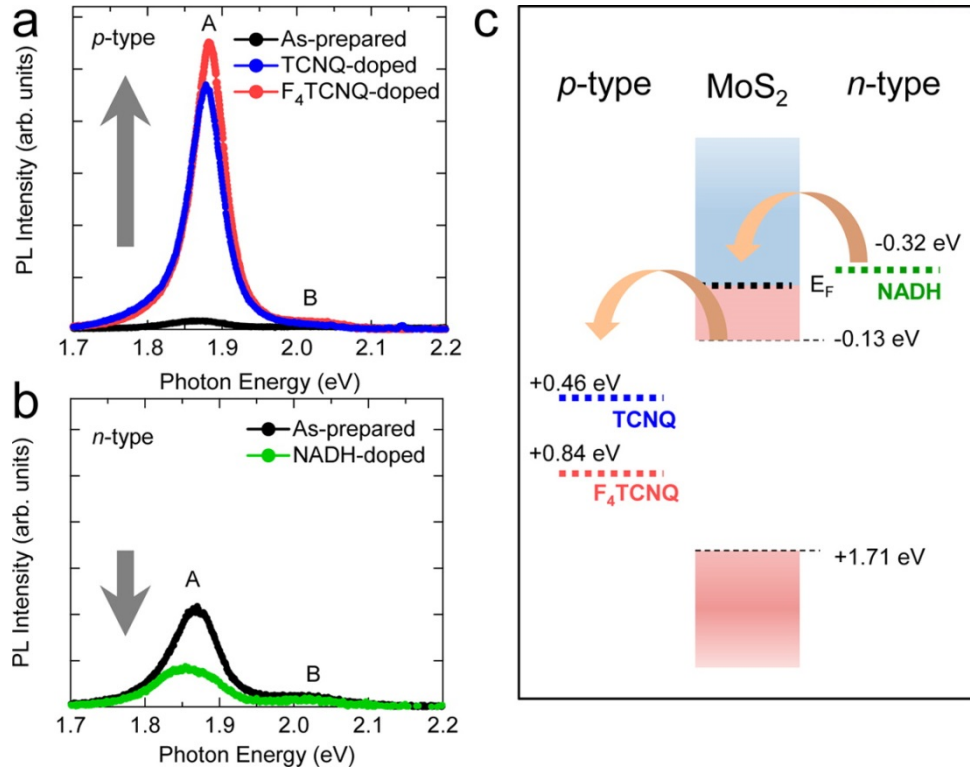 a
p-type
A
As-prepared
TCNQ-doped
F₄TCNQ-doped
B
PL Intensity (arb. units)
1.7 1.8 1.9 2.0 2.1 2.2
Photon Energy (eV)
b
n-type
As-prepared
NADH-doped
A
B
PL Intensity (arb. units)
1.7 1.8 1.9 2.0 2.1 2.2
Photon Energy (eV)
c
p-type MoS₂ n-type
-0.32 eV
E_F NADH
-0.13 eV
+0.46 eV
TCNQ
+0.84 eV
F₄TCNQ
+1.71 eV